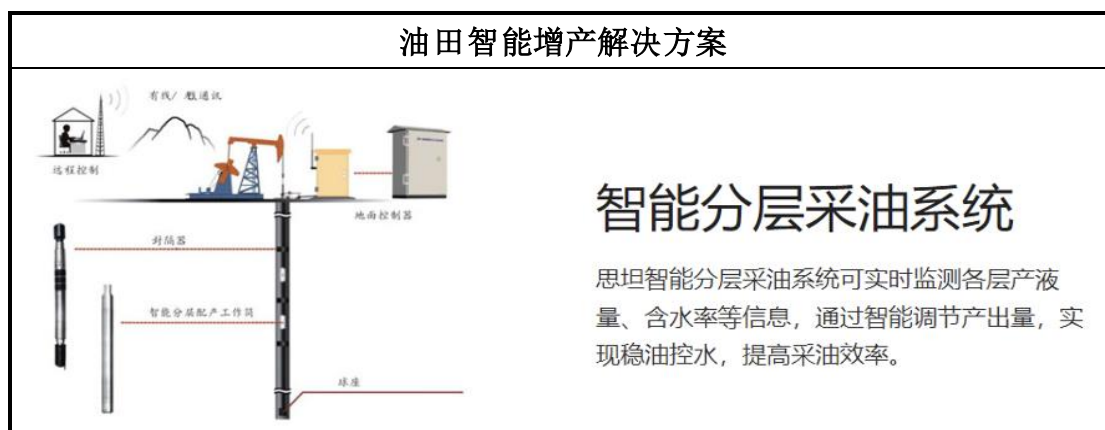 油田智能增产解决方案
有线/
通讯
远程控制
地面控制器
封隔器
智能分层配产工作筒
球座
智能分层采油系统
思坦智能分层采油系统可实时监测各层产液
量、含水率等信息，通过智能调节产出量，实
现稳油控水，提高采油效率。